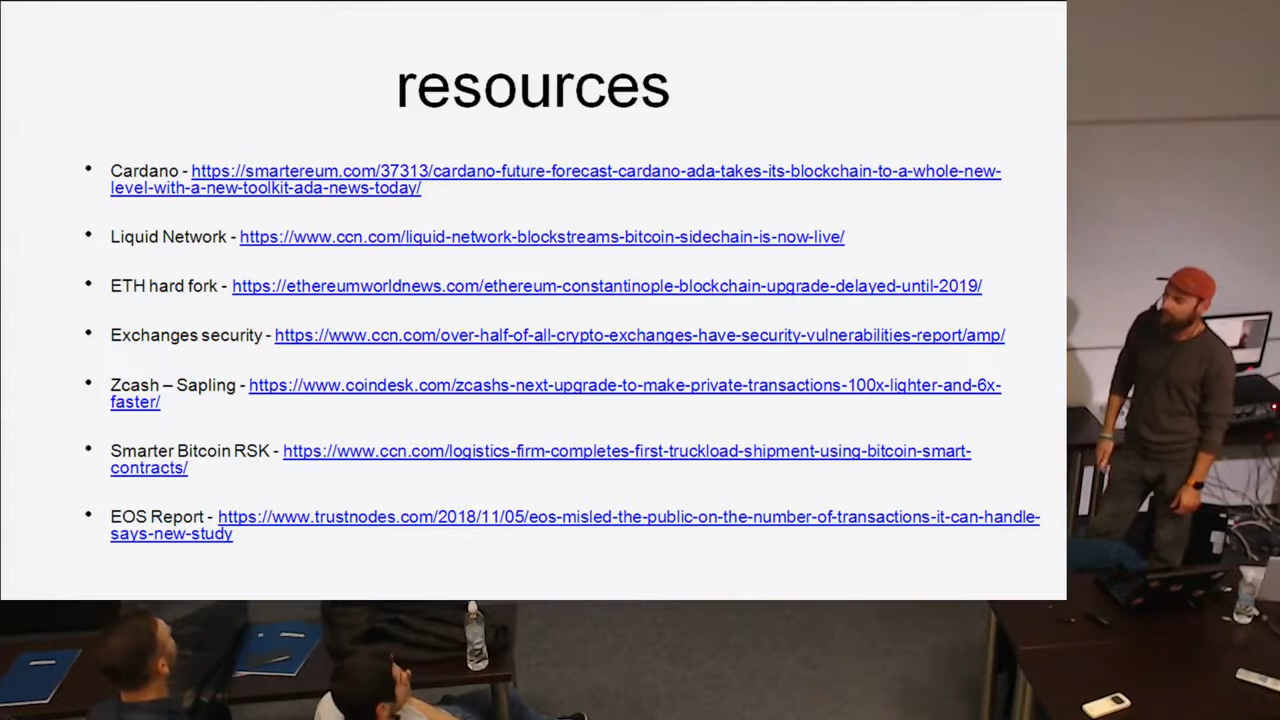 resources
• Cardano - https://smartereum.com/37313/cardano-future-forecast-cardano-ada-takes-its-blockchain-to-a-whole-new-
level-with-a-new-toolkit-ada-news-today/
• Liquid Network - https://www.ccn.com/liquid-network-blockstreams-bitcoin-sidechain-is-now-live/
• ETH hard fork - https://ethereumworldnews.com/ethereum-constantinople-blockchain-upgrade-delayed-until-2019/
• Exchanges security - https://www.ccn.com/over-half-of-all-crypto-exchanges-have-security-vulnerabilities-report/amp/
• Zcash – Sapling - https://www.coindesk.com/zcashs-next-upgrade-to-make-private-transactions-100x-lighter-and-6x-
faster/
• Smarter Bitcoin RSK - https://www.ccn.com/logistics-firm-completes-first-truckload-shipment-using-bitcoin-smart-
contracts/
• EOS Report - https://www.trustnodes.com/2018/11/05/eos-misled-the-public-on-the-number-of-transactions-it-can-handle-
says-new-study